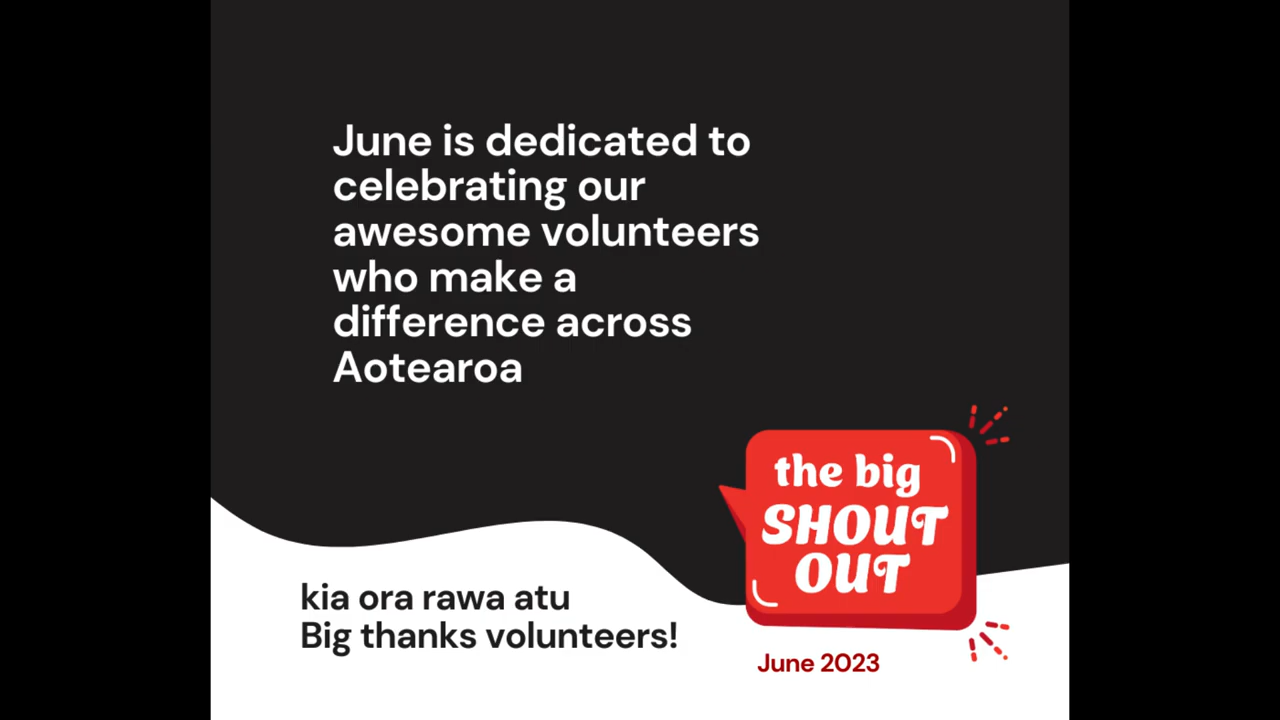 June is dedicated to
celebrating our
awesome volunteers
who make a
difference across
Aotearoa
the big
SHOUT
OUT
kia ora rawa atu
Big thanks volunteers!
June 2023